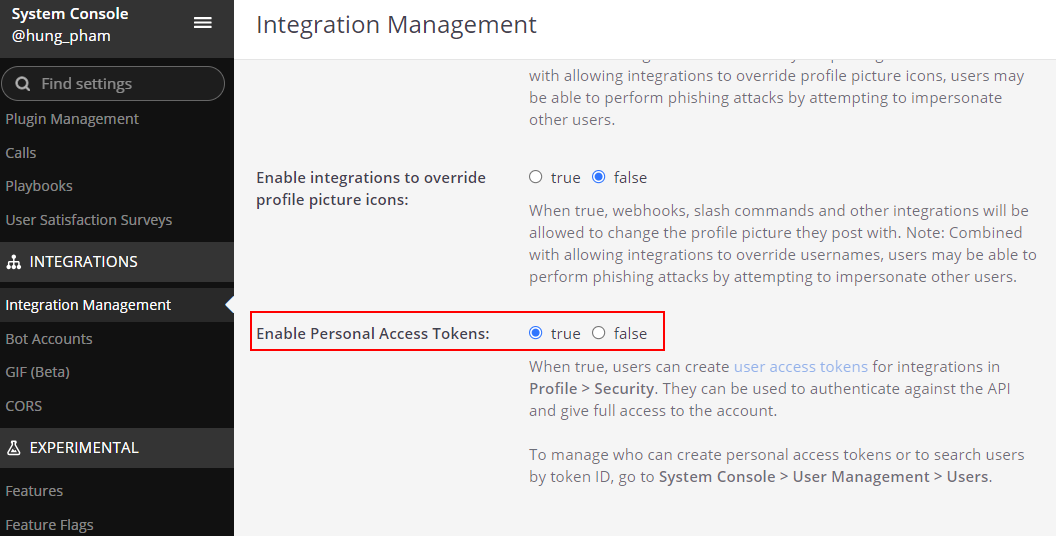 System Console
@hung_pham
Find settings
Plugin Management
Calls
Playbooks
User Satisfaction Surveys
INTEGRATIONS
Integration Management
Bot Accounts
GIF (Beta)
CORS
EXPERIMENTAL
Features
Feature Flags
Integration Management
with allowing integrations to override profile picture icons, users may
be able to perform phishing attacks by attempting to impersonate
other users.
Enable integrations to override
profile picture icons:
true false
When true, webhooks, slash commands and other integrations will be
allowed to change the profile picture they post with. Note: Combined
with allowing integrations to override usernames, users may be able to
perform phishing attacks by attempting to impersonate other users.
Enable Personal Access Tokens: true false
When true, users can create user access tokens for integrations in
Profile > Security. They can be used to authenticate against the API
and give full access to the account.
To manage who can create personal access tokens or to search users
by token ID, go to System Console > User Management > Users.